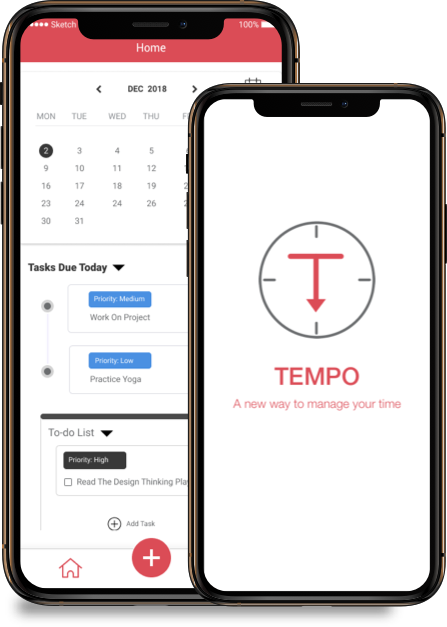 Sketch
100%
Home
DEC 2018
MON TUE WED THU
2 3 4 5
9 10 11 12
16 17 18 19
23 24 24 26
30 31
Tasks Due Today
Priority: Medium
Work On Project
Priority: Low
Practice Yoga
To-do List
Priority: High
Read The Design Thinking
Add Task
T
TEMPO
A new way to manage your time